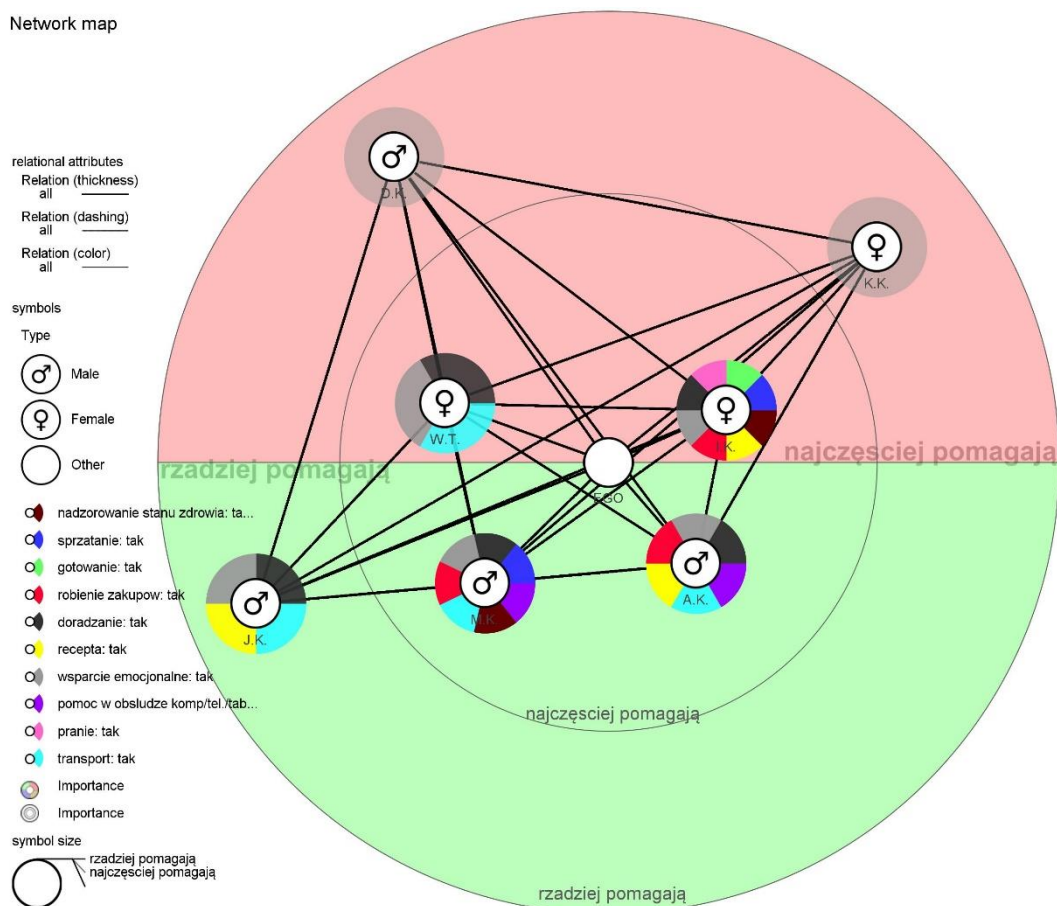 Network map
relational attributes
Relation (thickness)
all
Relation (dashing)
all
Relation (color)
all
symbols
Type
Male
Female
Other
nadzorowanie stanu zdrowia: ta...
sprzatanie: tak
gotowanie: tak
robienie zakupow: tak
doradzanie: tak
recepta: tak
wsparcie emocjonalne: tak
pomoc w obsludze komp/tel./tab...
pranie: tak
transport: tak
Importance
Importance
symbol size
rzadziej pomagają
najczęsciej pomagają
D.K.
K.K.
W.T.
I.K.
rzadziej pomagają
najczęsciej pomagają
EGO
J.K.
M.K
A.K.
najczęsciej pomagają
rzadziej pomagają